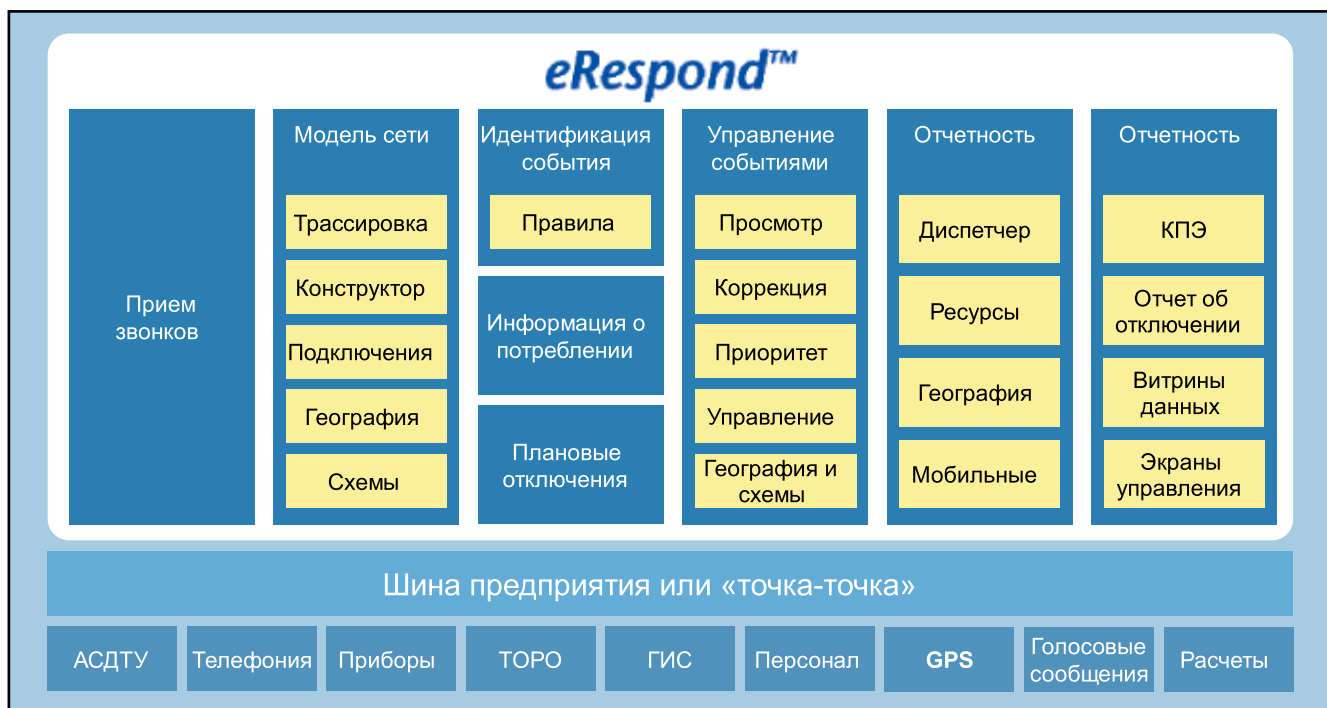 eRespond™
Прием
звонков
Модель сети
Трассировка
Конструктор
Подключения
География
Схемы
Идентификация
события
Правила
Информация о
потреблении
Плановые
отключения
Управление
событиями
Просмотр
Коррекция
Приоритет
Управление
География и
схемы
Отчетность
Диспетчер
Ресурсы
География
Мобильные
Отчетность
КПЭ
Отчет об
отключении
Витрины
данных
Экраны
управления
Шина предприятия или «точка-точка»
АСДТУ
Телефония
Приборы
ТОРО
ГИС
Персонал
GPS
Голосовые
сообщения
Расчеты